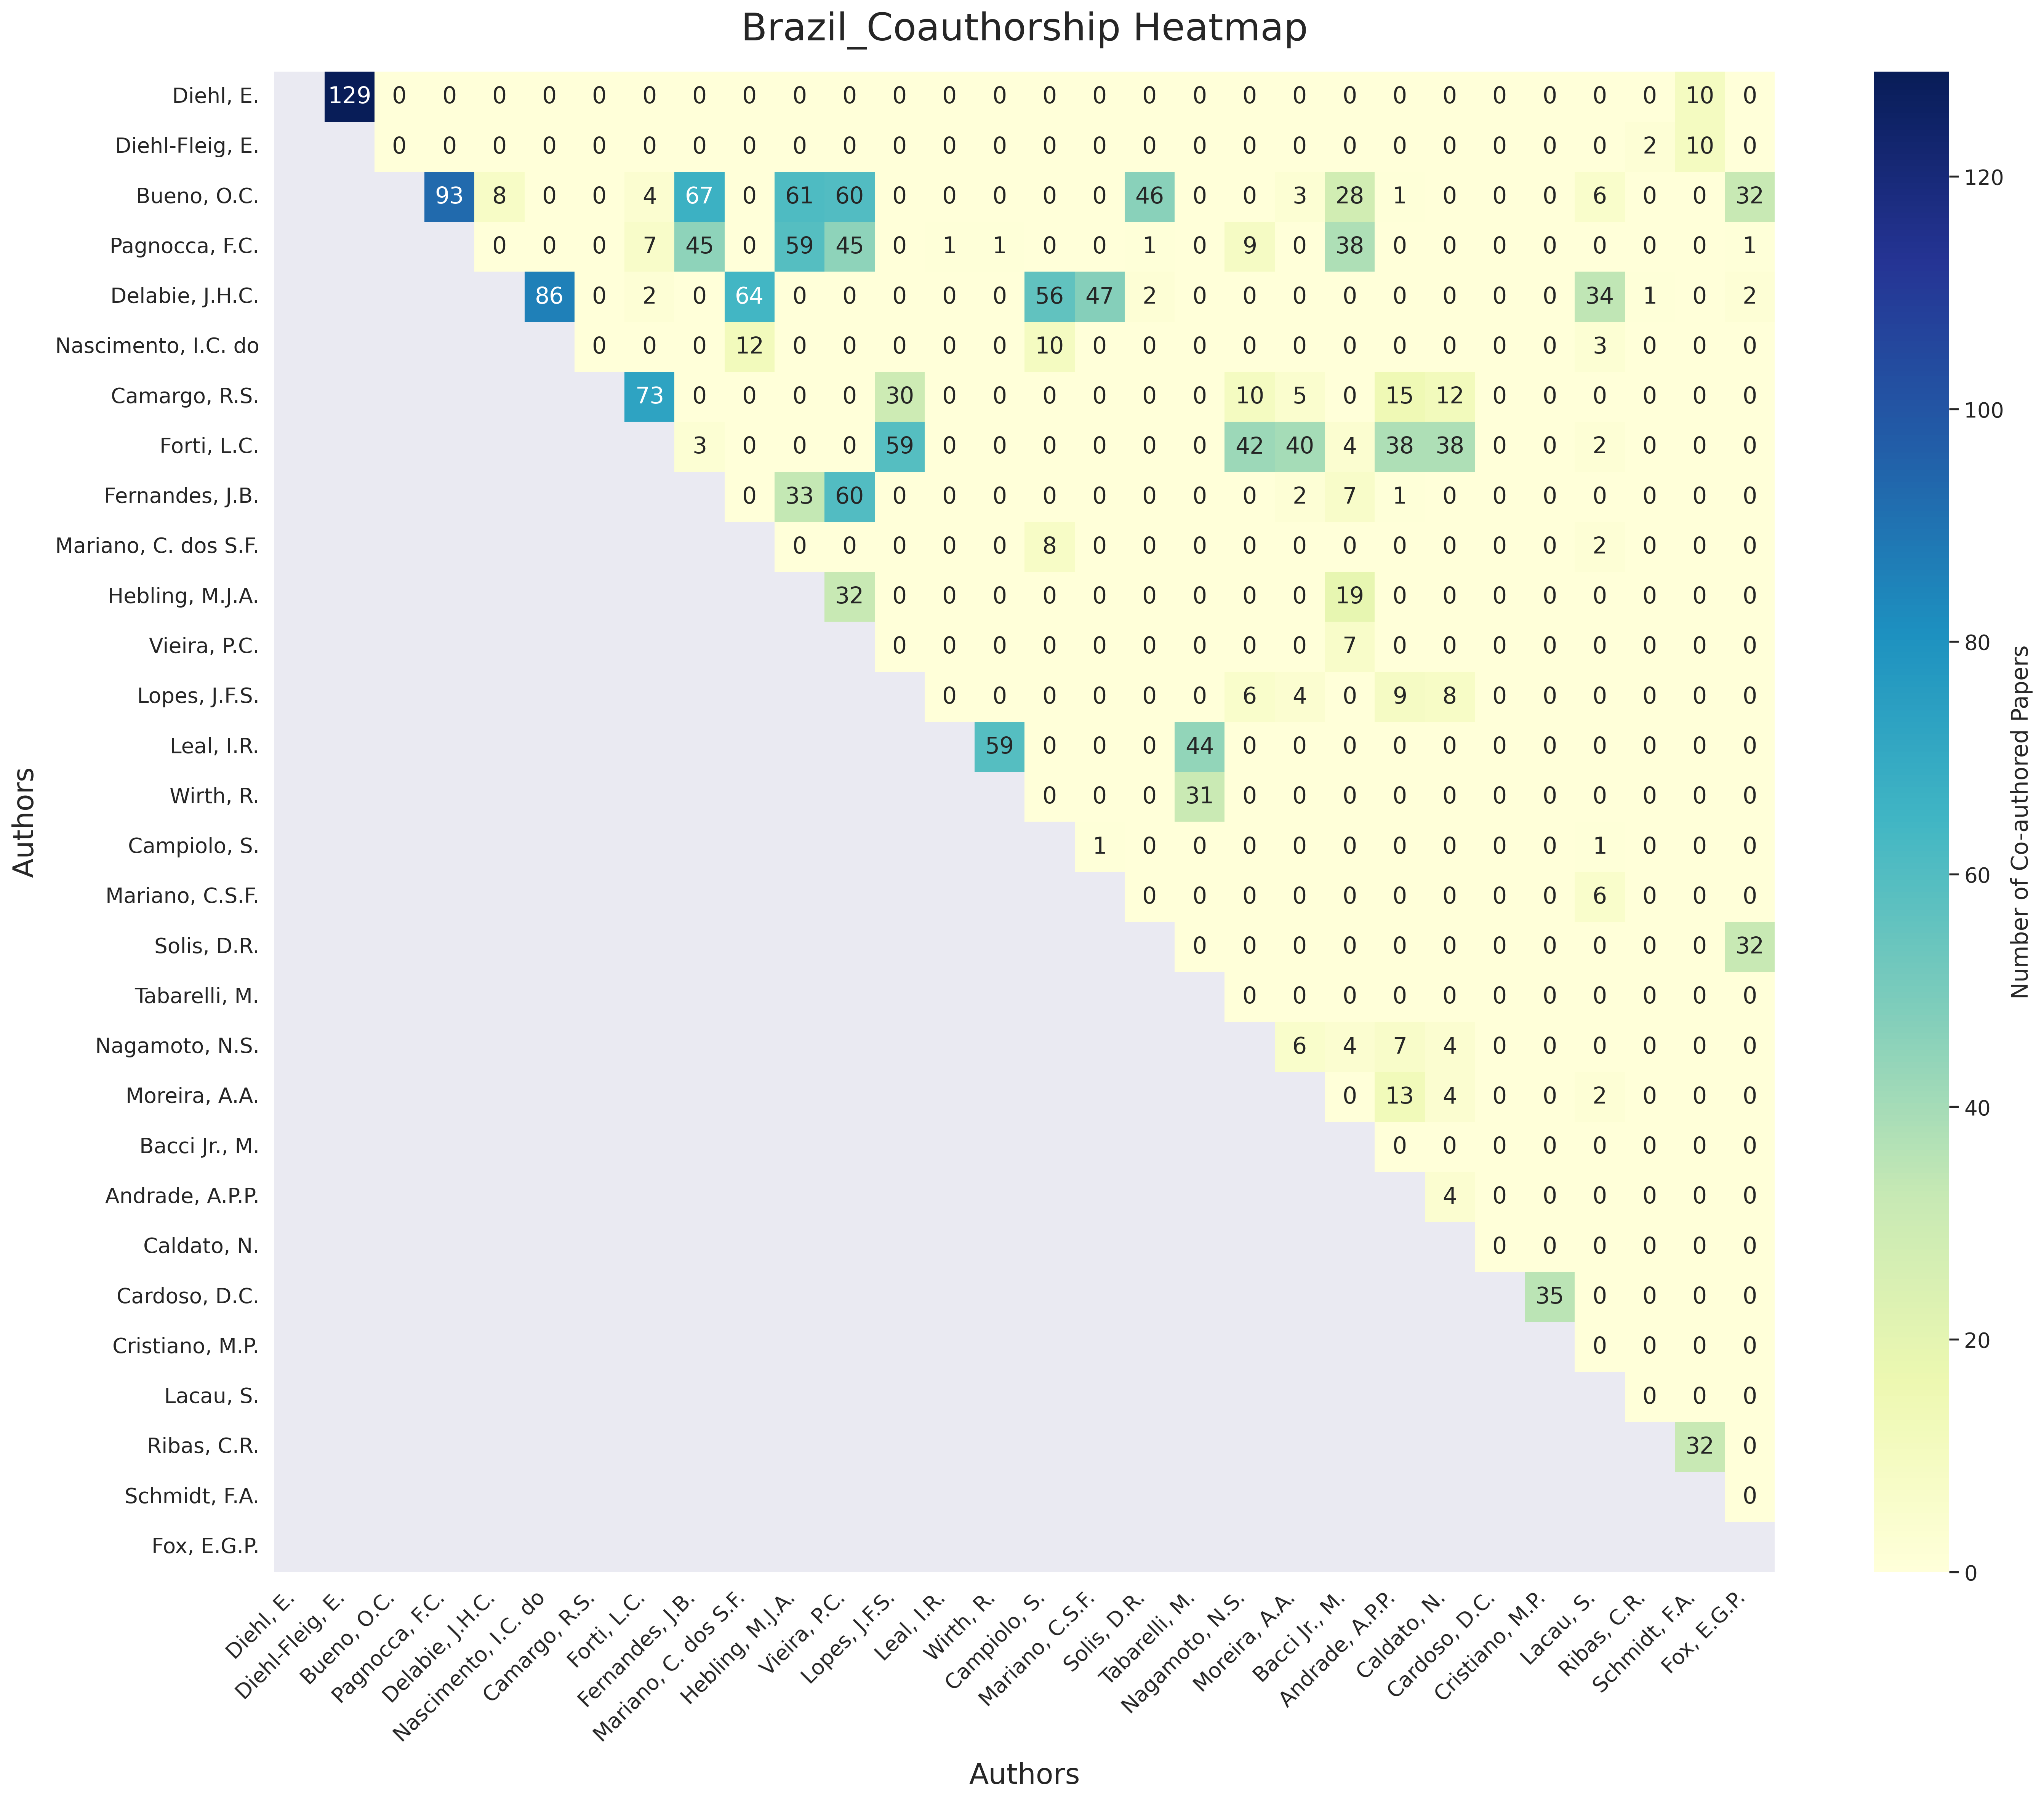 Brazil_Coauthorship Heatmap
Diehl, E. 129 0 0 0 0 0 0 0 0 0 0 0 0 0 0 0 0 0 0 0 0 0 0 0 0 0 0 10 0
Diehl-Fleig, E. 0 0 0 0 0 0 0 0 0 0 0 0 0 0 0 0 0 0 0 0 0 0 0 0 0 2 10 0
Bueno, O.C. 93 8 0 0 4 67 0 61 60 0 0 0 0 0 46 0 0 3 28 1 0 0 0 6 0 0 32
Pagnocca, F.C. 0 0 0 7 45 0 59 45 0 1 1 0 0 1 0 9 0 38 0 0 0 0 0 0 0 1
Delabie, J.H.C. 86 0 2 0 64 0 0 0 0 0 56 47 2 0 0 0 0 0 0 0 0 34 1 0 2
Nascimento, I.C. do 0 0 0 12 0 0 0 0 0 10 0 0 0 0 0 0 0 0 0 0 3 0 0 0
Camargo, R.S. 73 0 0 0 0 30 0 0 0 0 0 0 10 5 0 15 12 0 0 0 0 0 0
Forti, L.C. 3 0 0 0 59 0 0 0 0 0 0 42 40 4 38 38 0 0 2 0 0 0
Fernandes, J.B. 0 33 60 0 0 0 0 0 0 0 0 2 7 1 0 0 0 0 0 0 0
Mariano, C. dos S.F. 0 0 0 0 0 8 0 0 0 0 0 0 0 0 0 0 2 0 0 0
Hebling, M.J.A. 32 0 0 0 0 0 0 0 0 0 19 0 0 0 0 0 0 0 0
Vieira, P.C. 0 0 0 0 0 0 0 0 0 7 0 0 0 0 0 0 0 0
Lopes, J.F.S. 0 0 0 0 0 0 6 4 0 9 8 0 0 0 0 0 0
Leal, I.R. 59 0 0 0 44 0 0 0 0 0 0 0 0 0 0 0
Wirth, R. 0 0 0 31 0 0 0 0 0 0 0 0 0 0 0
Campiolo, S. 1 0 0 0 0 0 0 0 0 0 1 0 0 0
Mariano, C.S.F. 0 0 0 0 0 0 0 0 0 6 0 0 0
Solis, D.R. 0 0 0 0 0 0 0 0 0 0 0 32
Tabarelli, M. 0 0 0 0 0 0 0 0 0 0 0
Nagamoto, N.S. 6 4 7 4 0 0 0 0 0 0
Moreira, A.A. 0 13 4 0 0 2 0 0 0
Bacci Jr., M. 0 0 0 0 0 0 0 0
Andrade, A.P.P. 4 0 0 0 0 0 0
Caldato, N. 0 0 0 0 0 0
Cardoso, D.C. 35 0 0 0 0
Cristiano, M.P. 0 0 0 0
Lacau, S. 0 0 0
Ribas, C.R. 32 0
Schmidt, F.A. 0
Fox, E.G.P.
Authors
Diehl, E.
Diehl-Fleig, E.
Bueno, O.C.
Pagnocca, F.C.
Delabie, J.H.C.
Nascimento, I.C. do
Camargo, R.S.
Forti, L.C.
Fernandes, J.B.
Mariano, C. dos S.F.
Hebling, M.J.A.
Vieira, P.C.
Lopes, J.F.S.
Leal, I.R.
Wirth, R.
Campiolo, S.
Mariano, C.S.F.
Solis, D.R.
Tabarelli, M.
Nagamoto, N.S.
Moreira, A.A.
Bacci Jr., M.
Andrade, A.P.P.
Caldato, N.
Cardoso, D.C.
Cristiano, M.P.
Lacau, S.
Ribas, C.R.
Schmidt, F.A.
Fox, E.G.P.
Authors
120
100
80
60
40
20
0
Number of Co-authored Papers